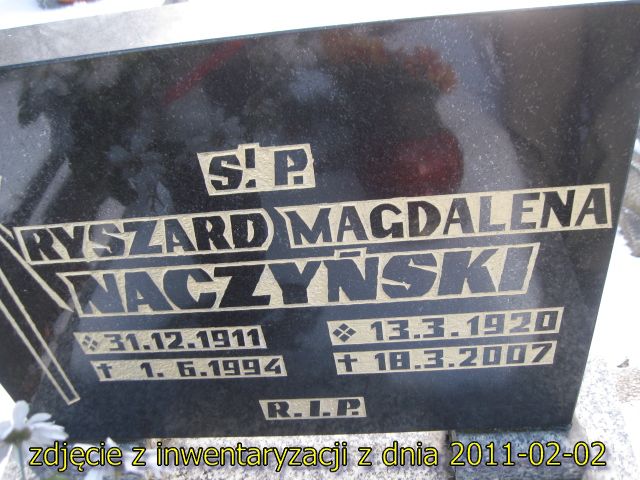 Ś.P.
RYSZARD MAGDALENA
NACZYŃSKI
31.12.1911 13.3.1920
✝ 1.6.1994 ✝ 18.3.2007
R.I.P.
zdjęcie z inwentaryzacji z dnia 2011-02-02